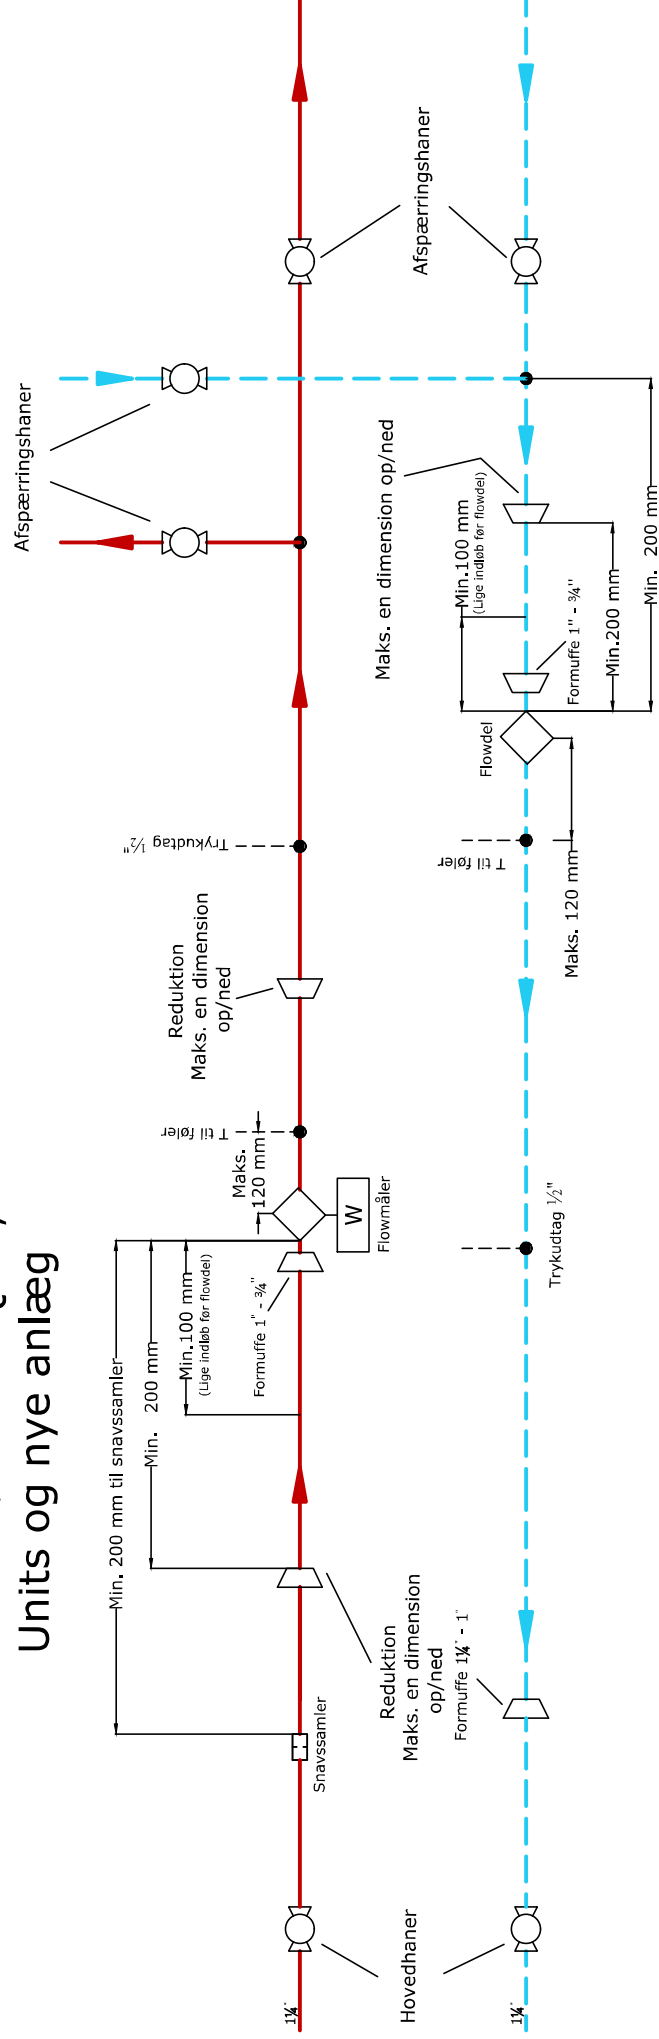 Units og nye anlæg
Min. 200 mm til snavssamler
Min. 200 mm
Min.100 mm
(Lige indløb før flowdel)
Formuffe 1" - ¾"
Maks.
120 mm
T til føler
Reduktion
Maks. en dimension
op/ned
Trykudtag ½"
Afspærringshaner
1¼"
Snavssamler
Reduktion
Maks. en dimension
op/ned
W
Flowmåler
Afspærringshaner
Hovedhaner
Formuffe 1¼" - 1"
1¼"
Trykudtag ½"
T til føler
Maks. 120 mm
Flowdel
Min.100 mm
(Lige indløb før flowdel)
Maks. en dimension op/ned
Formuffe 1" - ¾"
Min.200 mm
Min. 200 mm